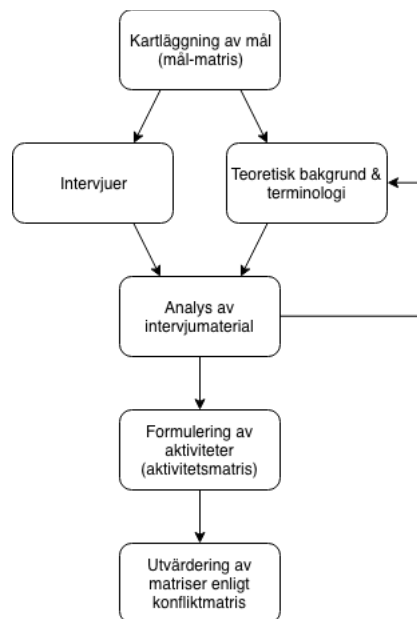 Kartläggning av mål
(mål-matris)
Intervjuer
Teoretisk bakgrund &
terminologi
Analys av
intervjumaterial
Formulering av
aktiviteter
(aktivitetsmatris)
Utvärdering av
matriser enligt
konfliktmatris